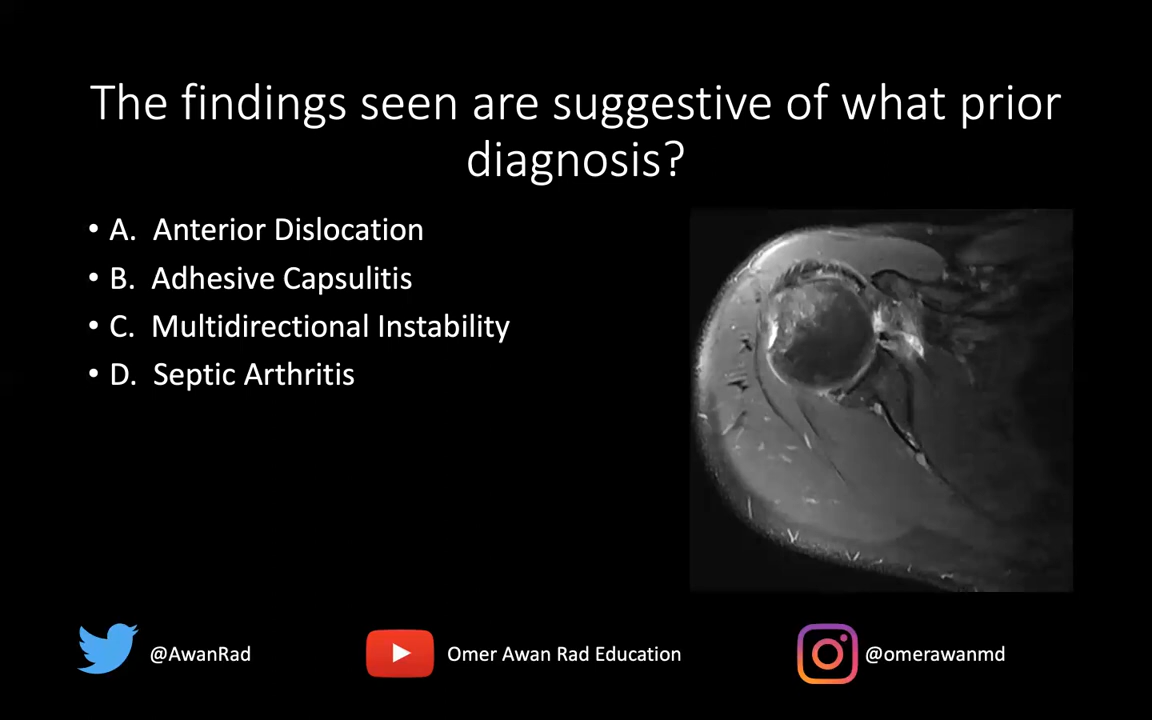 The findings seen are suggestive of what prior
diagnosis?
• A. Anterior Dislocation
• B. Adhesive Capsulitis
• C. Multidirectional Instability
• D. Septic Arthritis
@AwanRad
Omer Awan Rad Education
@omerawanmd